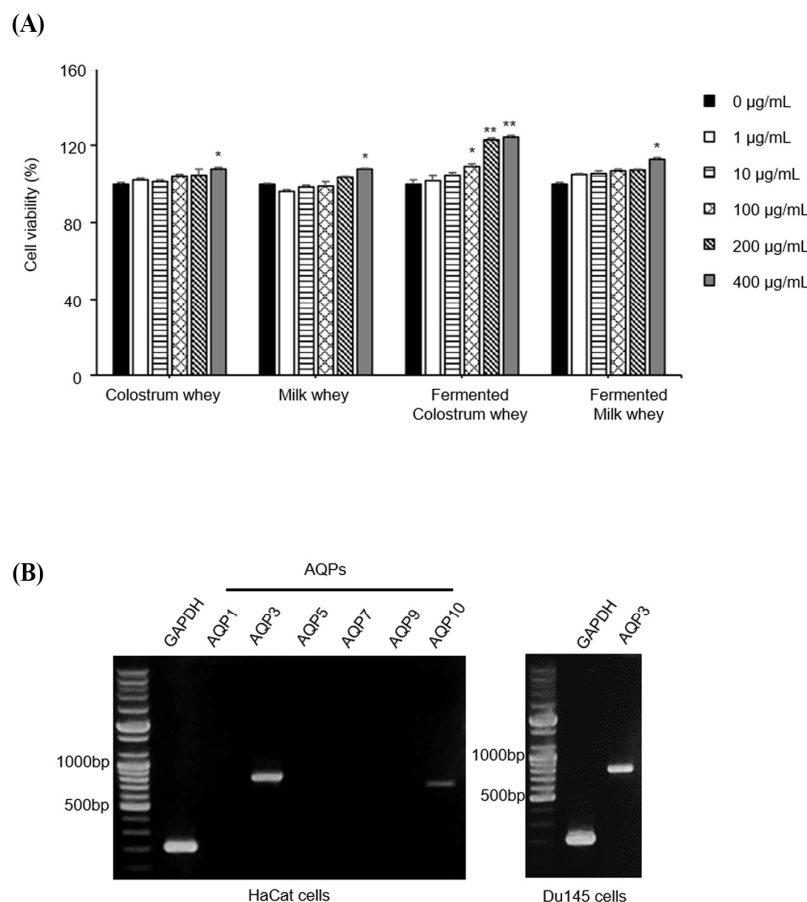 (A)
160
120
80
40
0
Cell viability (%)
*
*
*
**
**
*
Colostrum whey
Milk whey
Fermented
Colostrum whey
Fermented
Milk whey
0 µg/mL
1 µg/mL
10 µg/mL
100 µg/mL
200 µg/mL
400 µg/mL
(B)
AQPs
GAPDH
AQP1
AQP3
AQP5
AQP7
AQP9
AQP10
1000bp
500bp
HaCat cells
GAPDH
AQP3
1000bp
500bp
Du145 cells